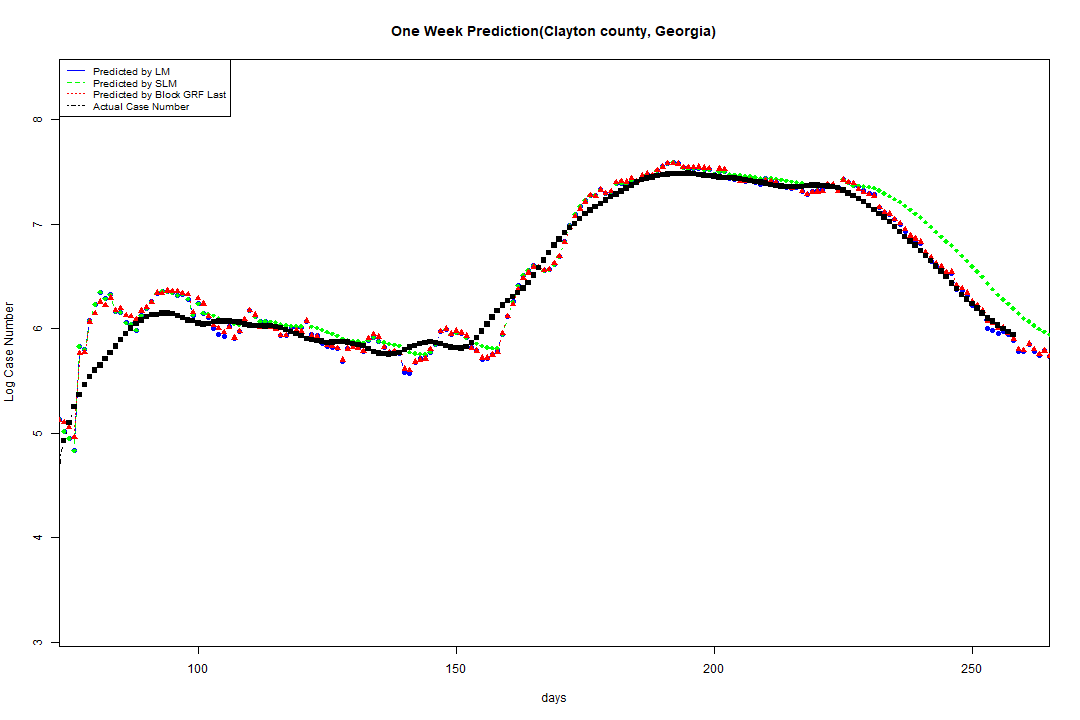 One Week Prediction(Clayton county, Georgia)
Predicted by LM
Predicted by SLM
Predicted by Block GRF Last
Actual Case Number
Log Case Number
8
7
6
5
4
3
100 150 200 250
days